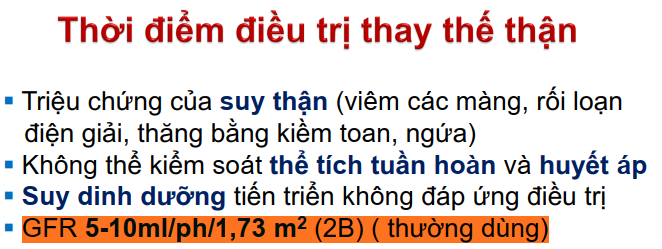 Thời điểm điều trị thay thế thận
▪ Triệu chứng của suy thận (viêm các màng, rối loạn
điện giải, thăng bằng kiềm toan, ngứa)
▪ Không thể kiểm soát thể tích tuần hoàn và huyết áp
▪ Suy dinh dưỡng tiến triển không đáp ứng điều trị
▪ GFR 5-10ml/ph/1,73 m² (2B) ( thường dùng)